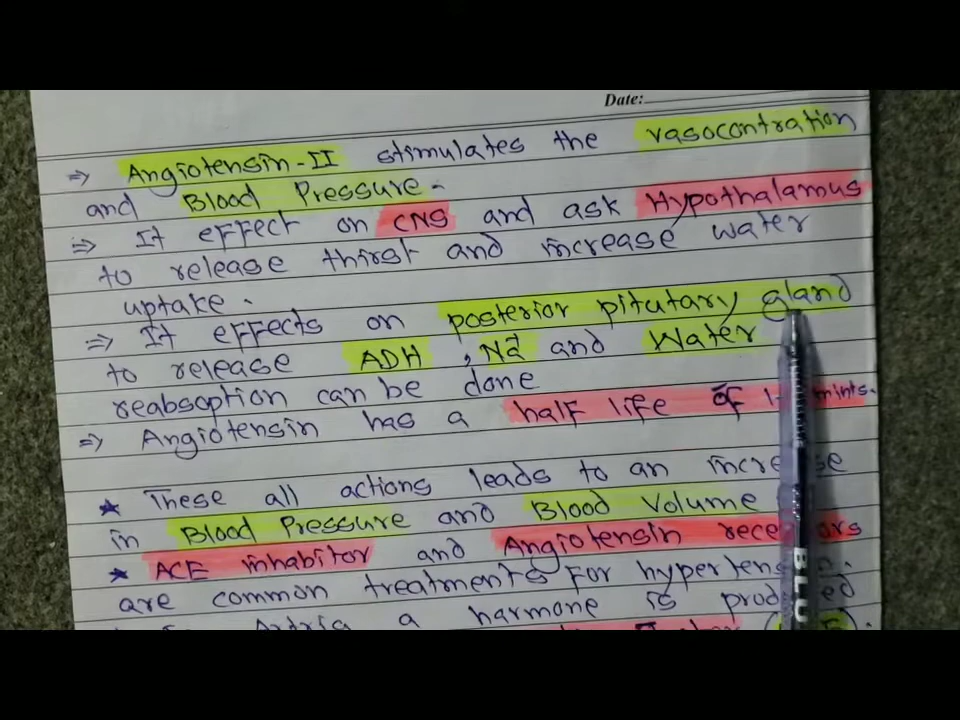 Date:
⇒ Angiotensin-II stimulates the vasocontration
and Blood Pressure.
⇒ It effect on CNS and ask Hypothalamus
to release thirst and increase water
uptake.
⇒ It effects on posterior pitutary gland
to release ADH, Na⁺ and Water
reabsoption can be done
⇒ Angiotensin has a half life of mints.
* These all actions leads to an
in Blood Pressure and Blood Volume
* ACE inhabitor and Angiotensin
are common treatments for
a harmone is
BLU